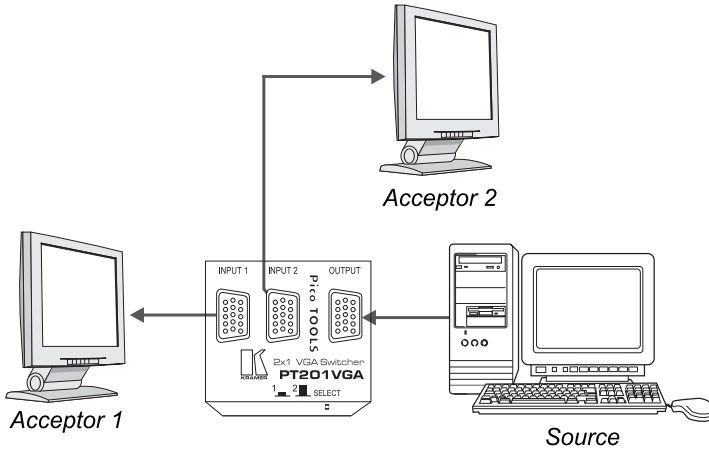 Acceptor 2
INPUT 1 INPUT 2 OUTPUT
Pico TOOLS
K
KRAMER
2x1 VGA Switcher
PT201VGA
1 2 SELECT
Acceptor 1
Source